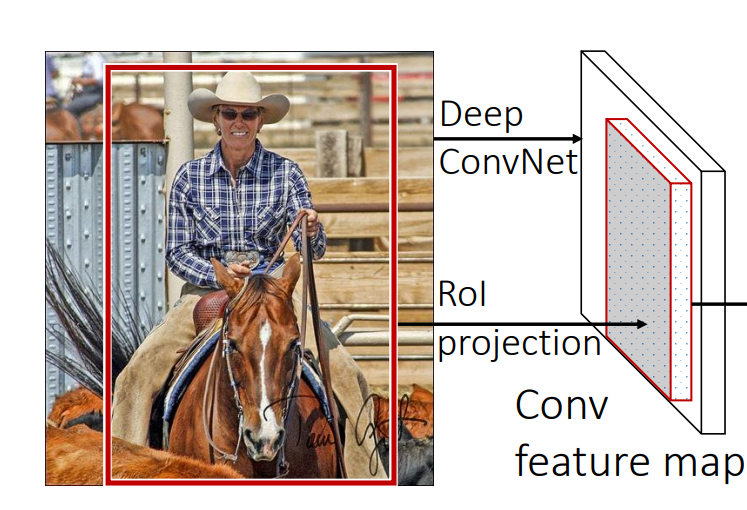 Deep
ConvNet
RoI
projection
Conv
feature map